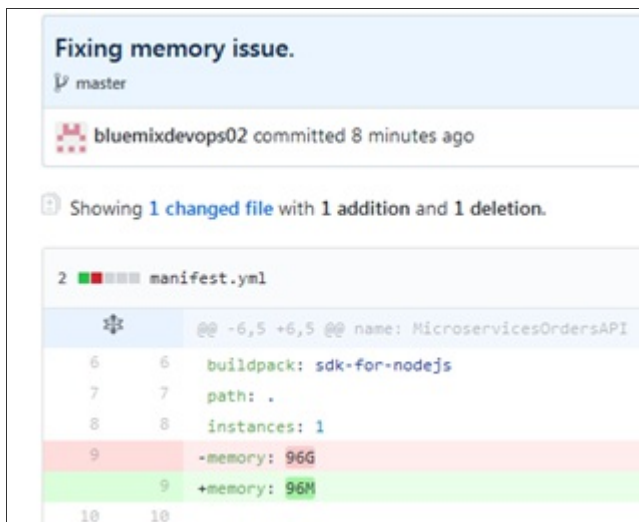 Fixing memory issue.
master
bluemixdevops02 committed 8 minutes ago
Showing 1 changed file with 1 addition and 1 deletion.
2 manifest.yml
@@ -6,5 +6,5 @@ name: MicroservicesOrdersAPI
6 6 buildpack: sdk-for-nodejs
7 7 path: .
8 8 instances: 1
9 -memory: 96G
9 +memory: 96M
10 10